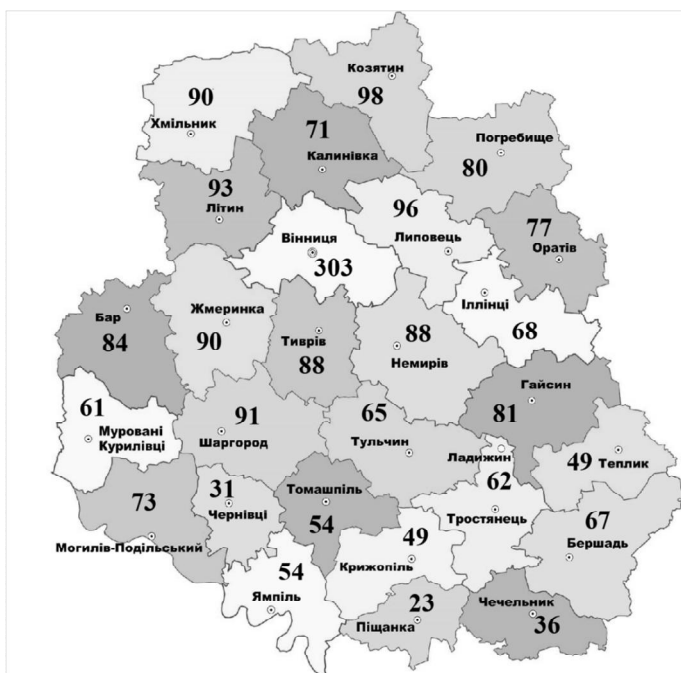 Козятин
98
90
Хмільник
71
Калинівка
Погребище
80
93
Літин
96
Липовець
77
Оратів
Вінниця
303
Іллінці
68
Бар
84
Жмеринка
90
Тиврів
88
88
Немирів
Гайсин
81
61
Муровані
Курилівці
91
Шаргород
65
Тульчин
Ладижин
62
Тростянець
49 Теплик
73
Могилів-Подільський
31
Чернівці
Томашпіль
54
49
Крижопіль
67
Бершадь
54
Ямпіль
23
Піщанка
Чечельник
36